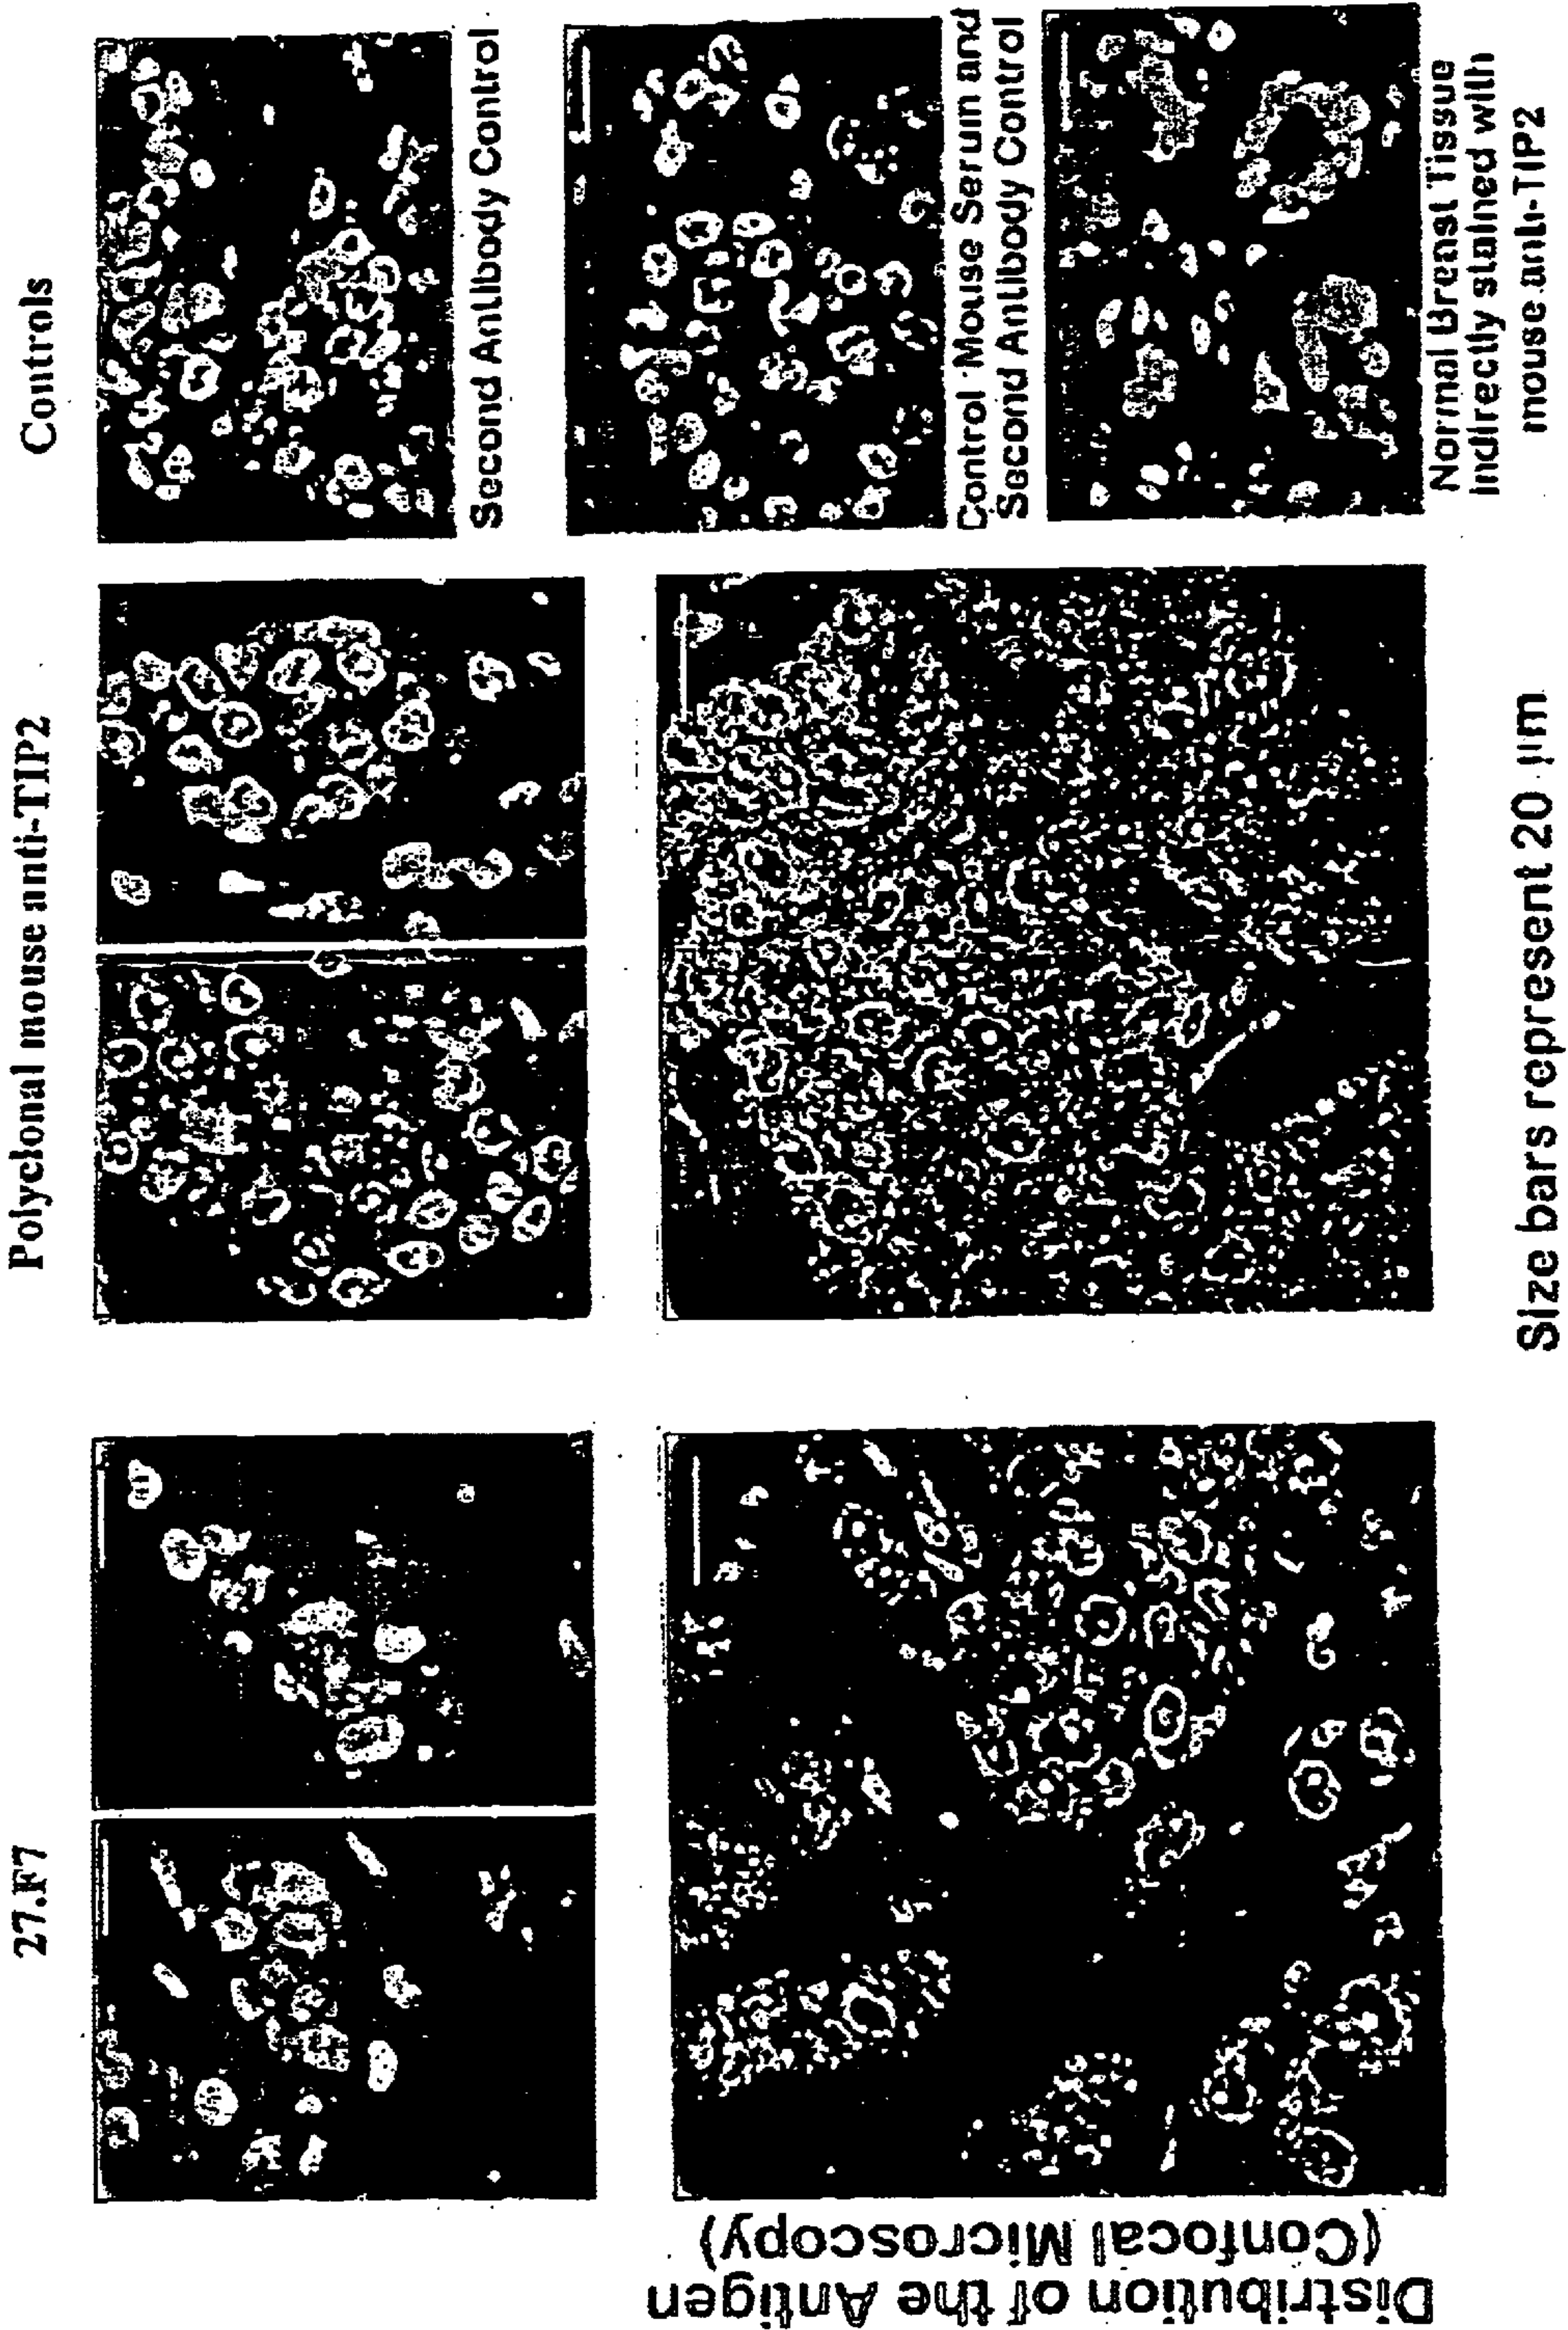 27.F7
Polyclonal mouse anti-TIP2
Controls
Second Antibody Control
Control Mouse Serum and
Second Antibody Control
Normal Breast Tissue
indirectly stained with
mouse anti-TIP2
Distribution of the Antigen
(Confocal Microscopy)
Size bars represent 20 µm